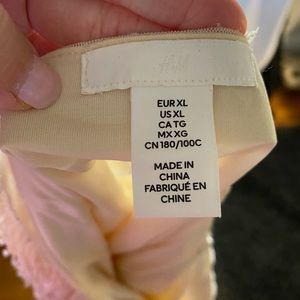 H&M
EUR XL
US XL
CA TG
MX XG
CN 180/100C
MADE IN
CHINA
FABRIQUÉ EN
CHINE